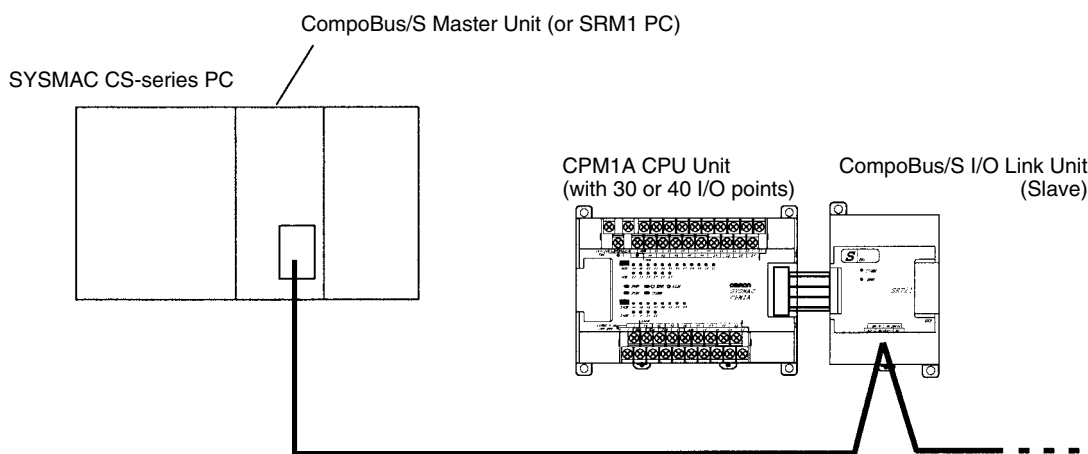 CompoBus/S Master Unit (or SRM1 PC)
SYSMAC CS-series PC
CPM1A CPU Unit
(with 30 or 40 I/O points)
CompoBus/S I/O Link Unit
(Slave)
OMRON
SYSMAC
CPM1A
S